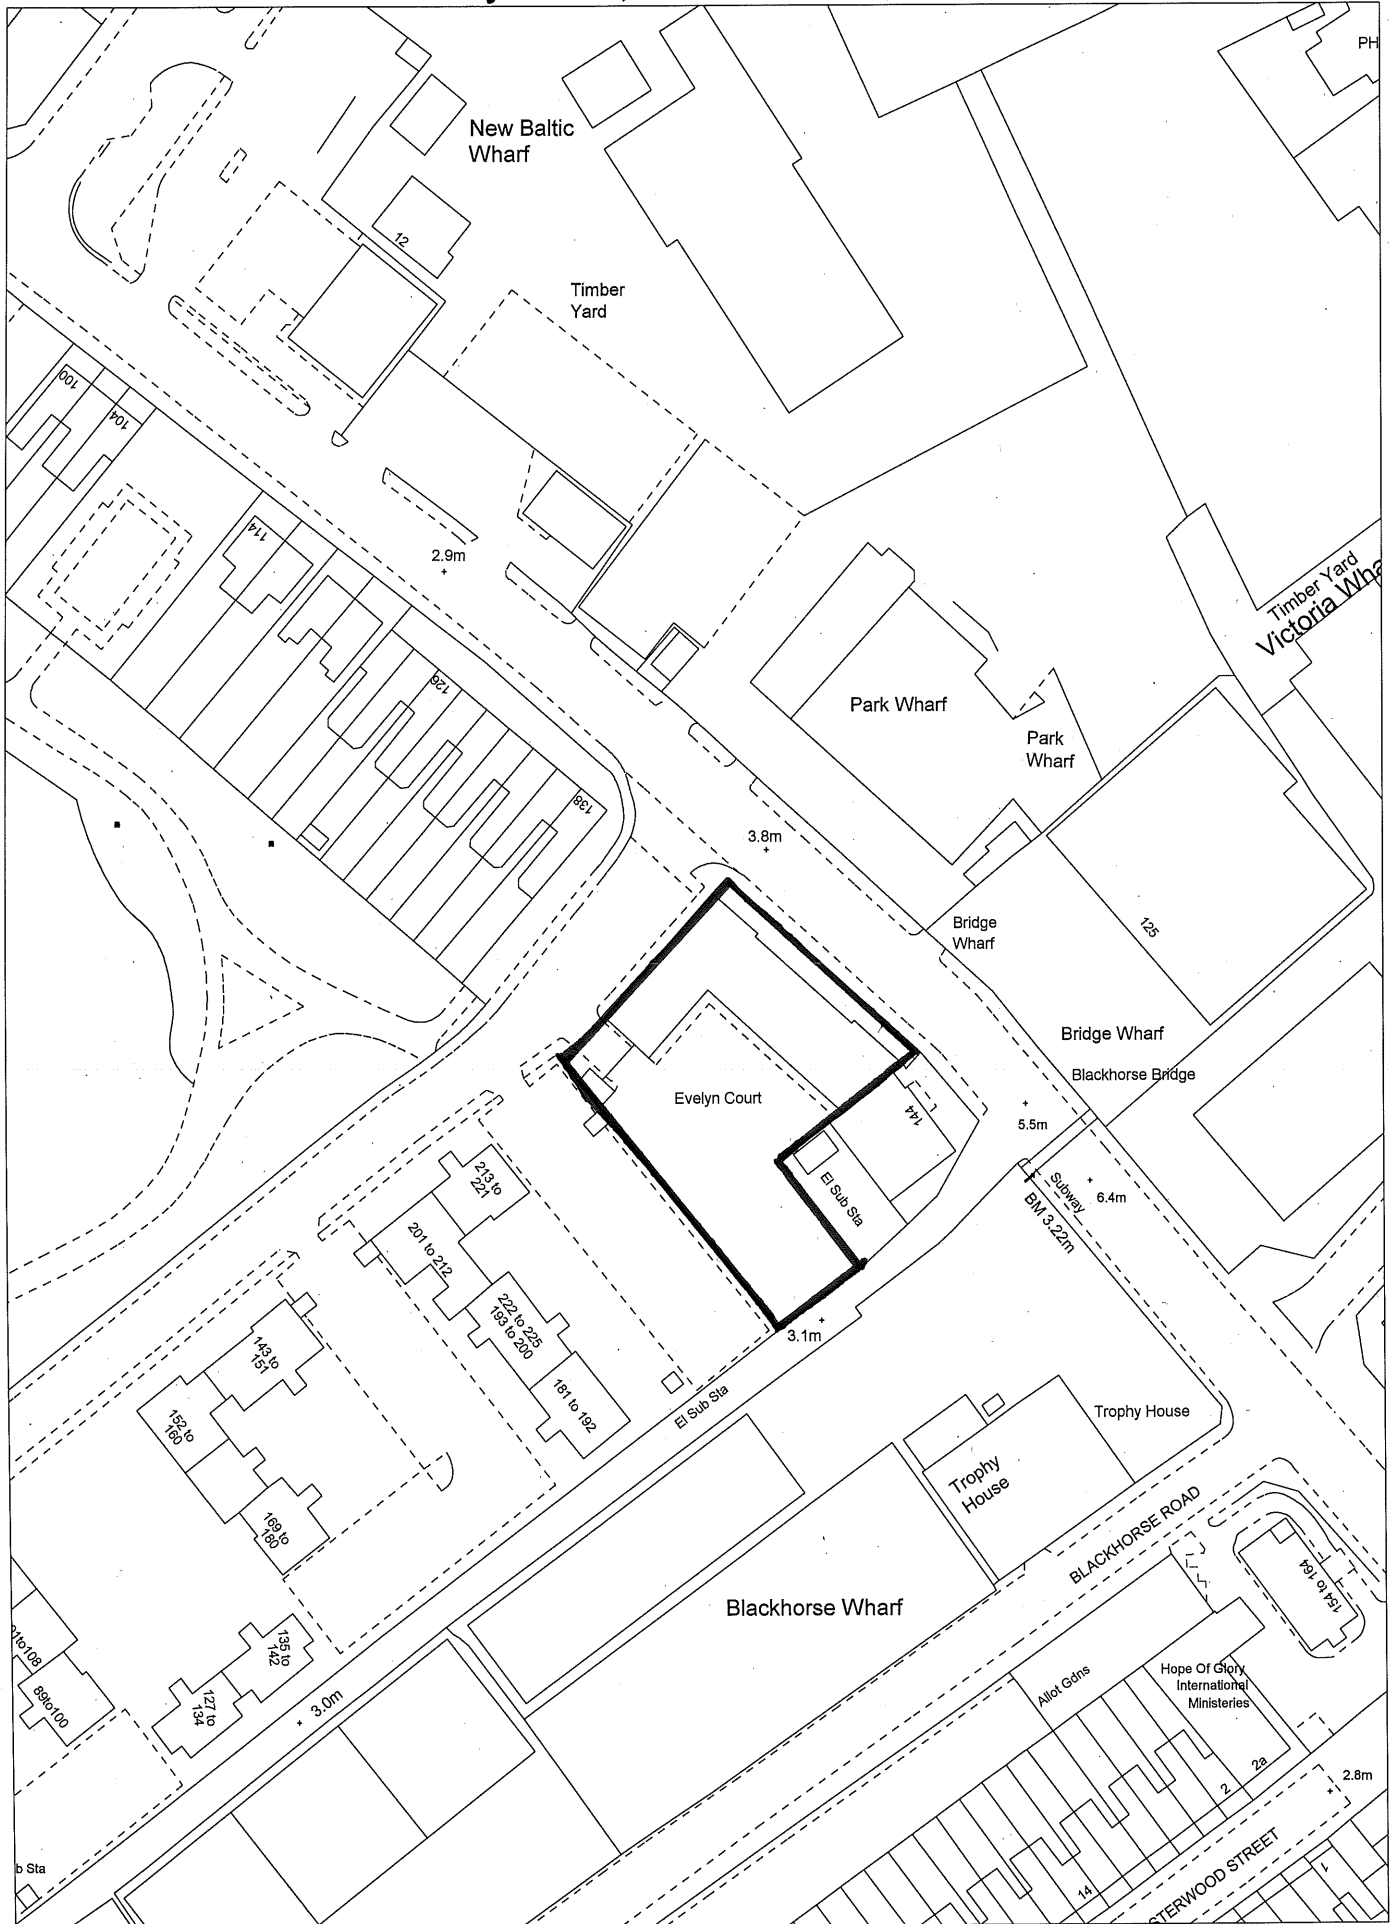 PH
New Baltic
Wharf
12
Timber
Yard
100
104
114
2.9m
Timber Yard
126
Park Wharf
Park
Wharf
138
3.8m
Bridge
Wharf
125
Bridge Wharf
Blackhorse Bridge
Evelyn Court
144
5.5m
El Sub Sta
Subway
6.4m
BM 3.22m
213 to
221
201 to 212
222 to 225
193 to 200
181 to 192
3.1m
El Sub Sta
143 to
151
152 to
160
169 to
180
Trophy House
Trophy
House
BLACKHORSE ROAD
154 to 164
Blackhorse Wharf
135 to
142
127 to
134
89to100
3.0m
Allot Gdns
Hope Of Glory
International
Ministeries
2
2a
2.8m
14
1